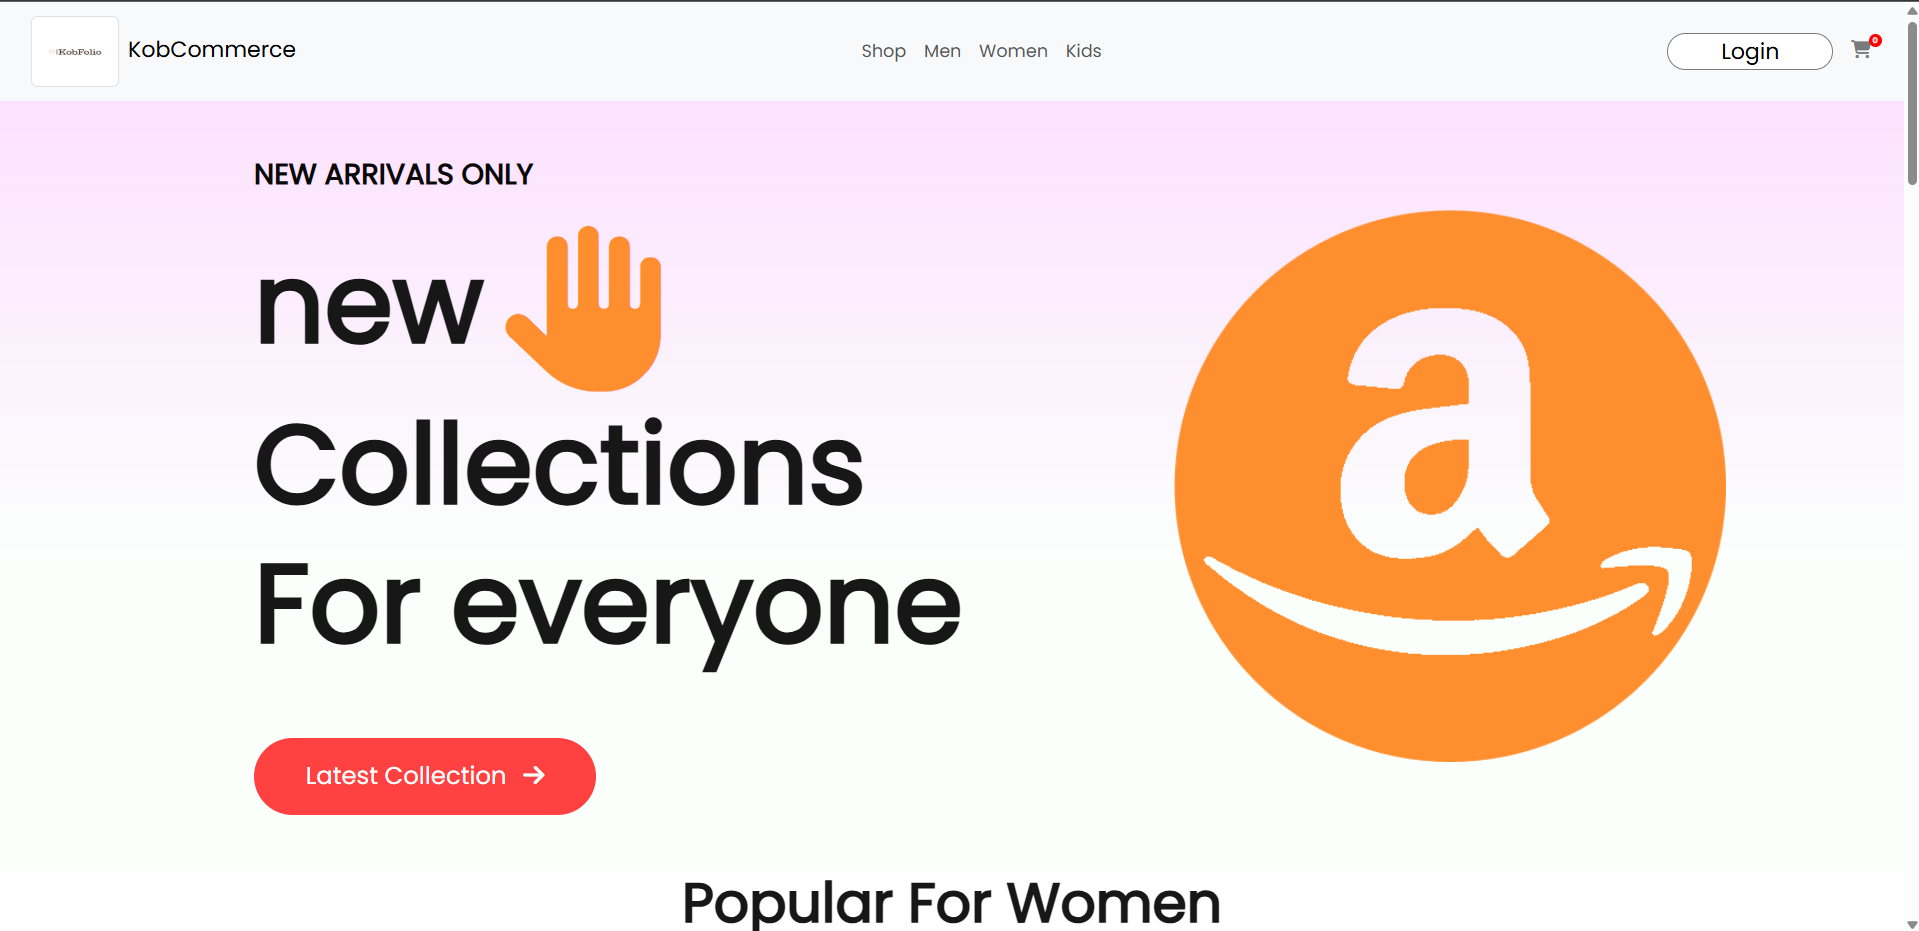 KobFolio
KobCommerce
Shop
Men
Women
Kids
Login
0
NEW ARRIVALS ONLY
new
Collections
For everyone
a
Latest Collection
Popular For Women